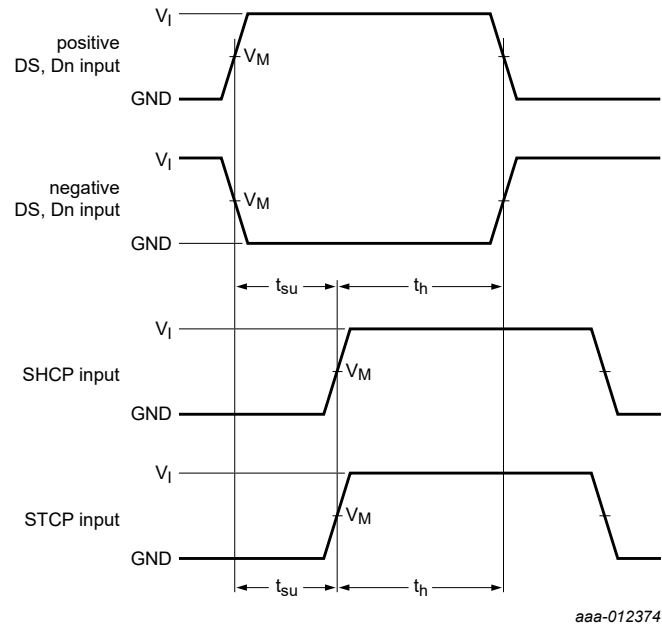 V_I
positive
DS, Dn input
V_M
GND
V_I
negative
DS, Dn input
V_M
GND
t_su
t_h
V_I
SHCP input
V_M
GND
V_I
STCP input
V_M
GND
t_su
t_h
aaa-012374